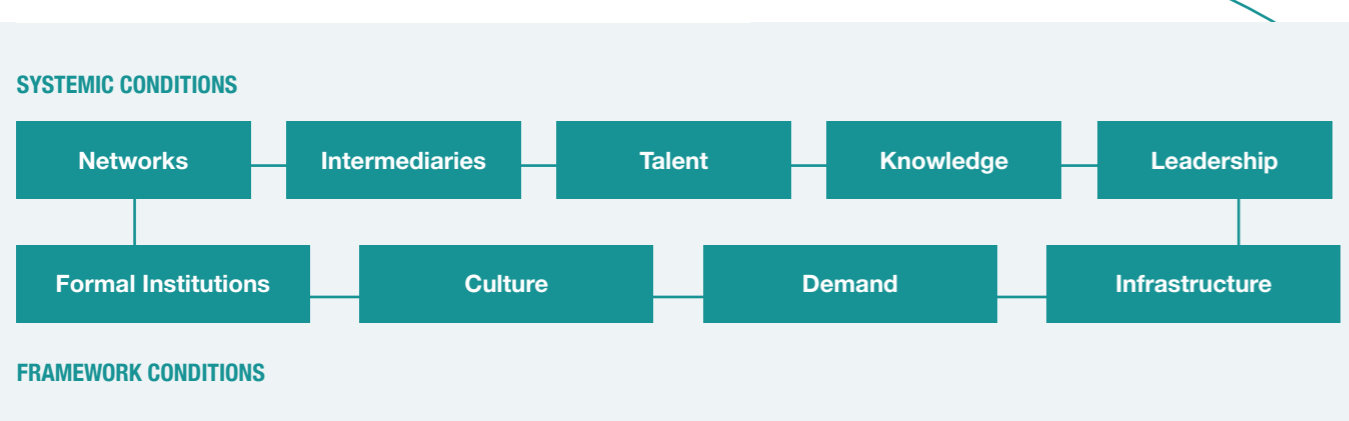 SYSTEMIC CONDITIONS
Networks
Intermediaries
Talent
Knowledge
Leadership
Formal Institutions
Culture
Demand
Infrastructure
FRAMEWORK CONDITIONS